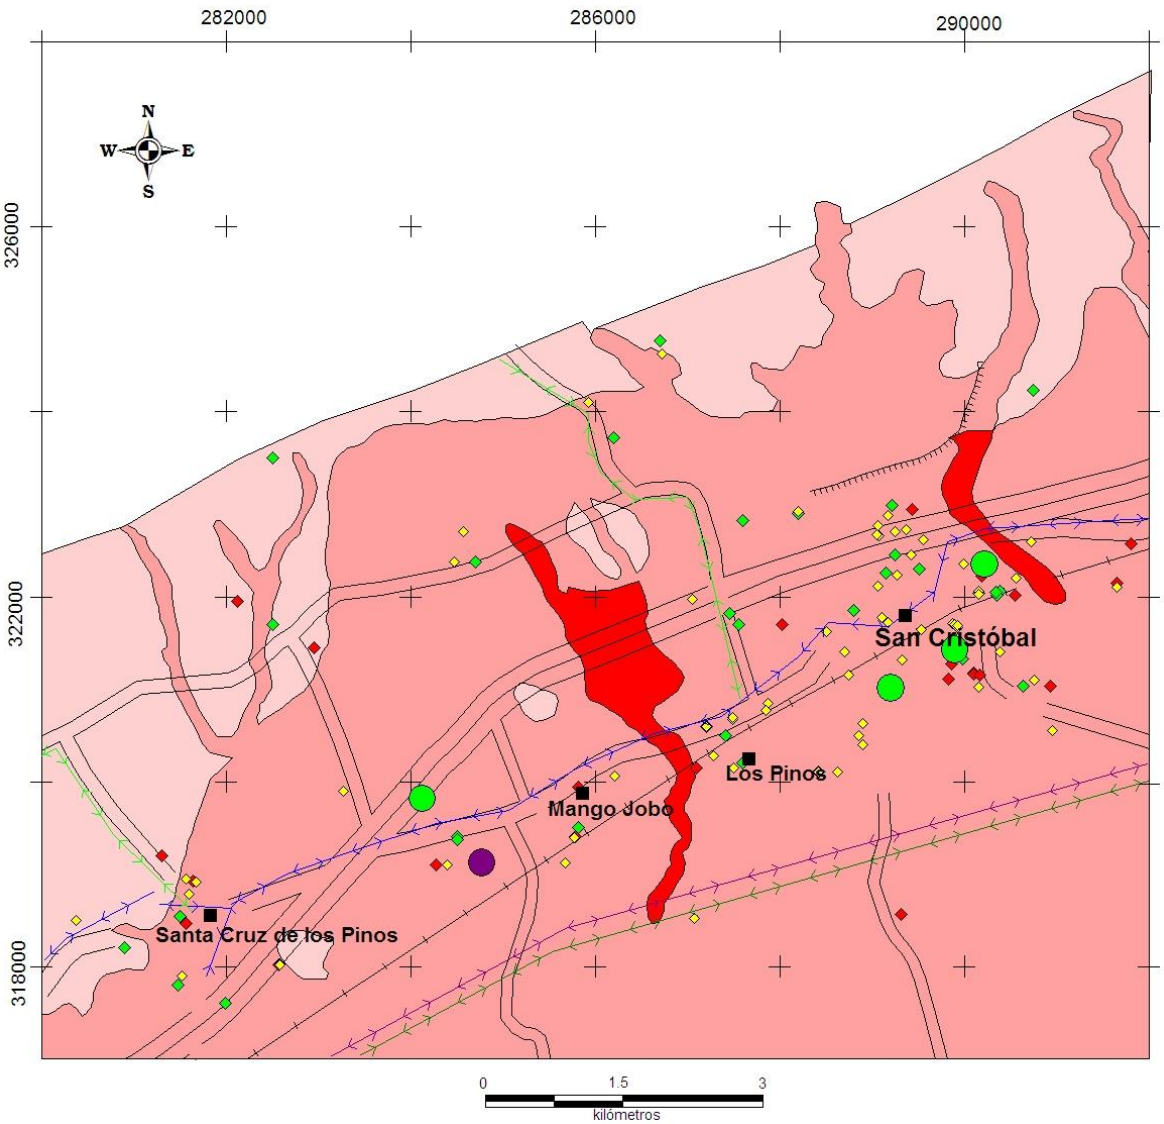 282000
286000
290000
N
W
E
S
326000
322000
San Cristóbal
Los Pinos
Mango Jobo
Santa Cruz de los Pinos
318000
0
1.5
3
kilómetros